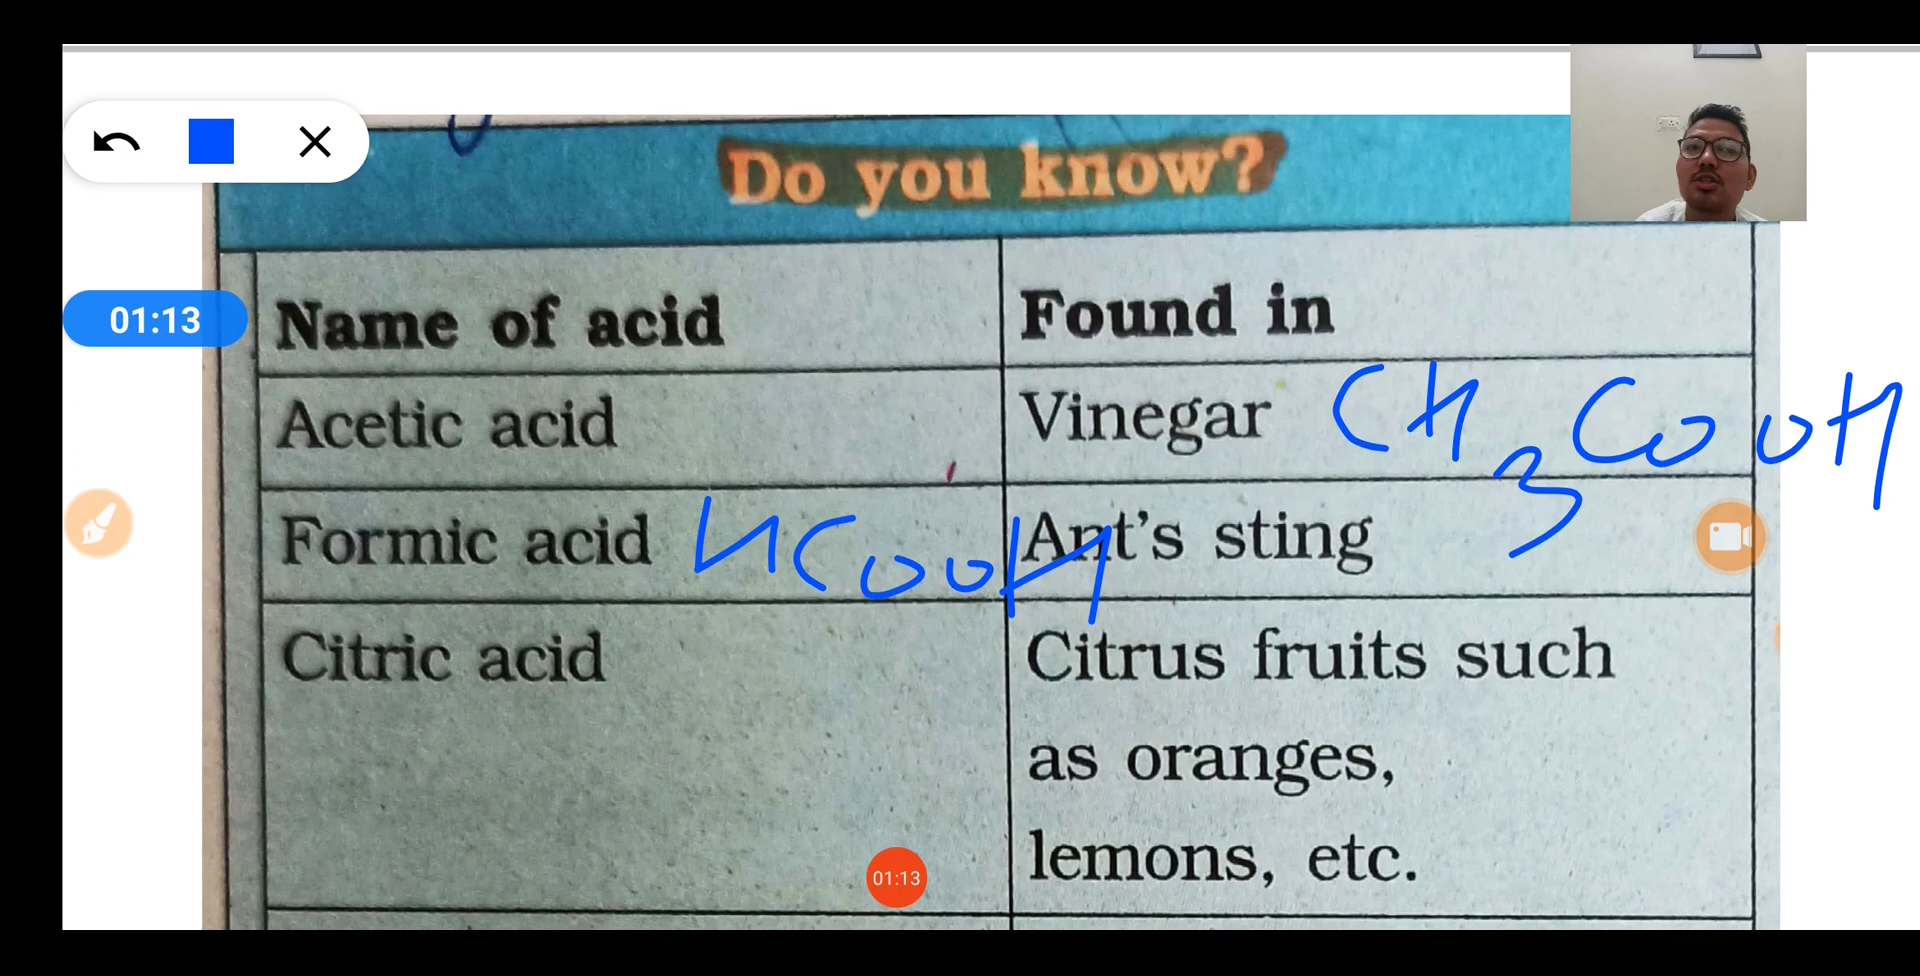 Do you know?
01:13
Name of acid Found in
Acetic acid Vinegar CH3COOH
Formic acid HCOOH Ant's sting
Citric acid Citrus fruits such
as oranges,
lemons, etc.
01:13